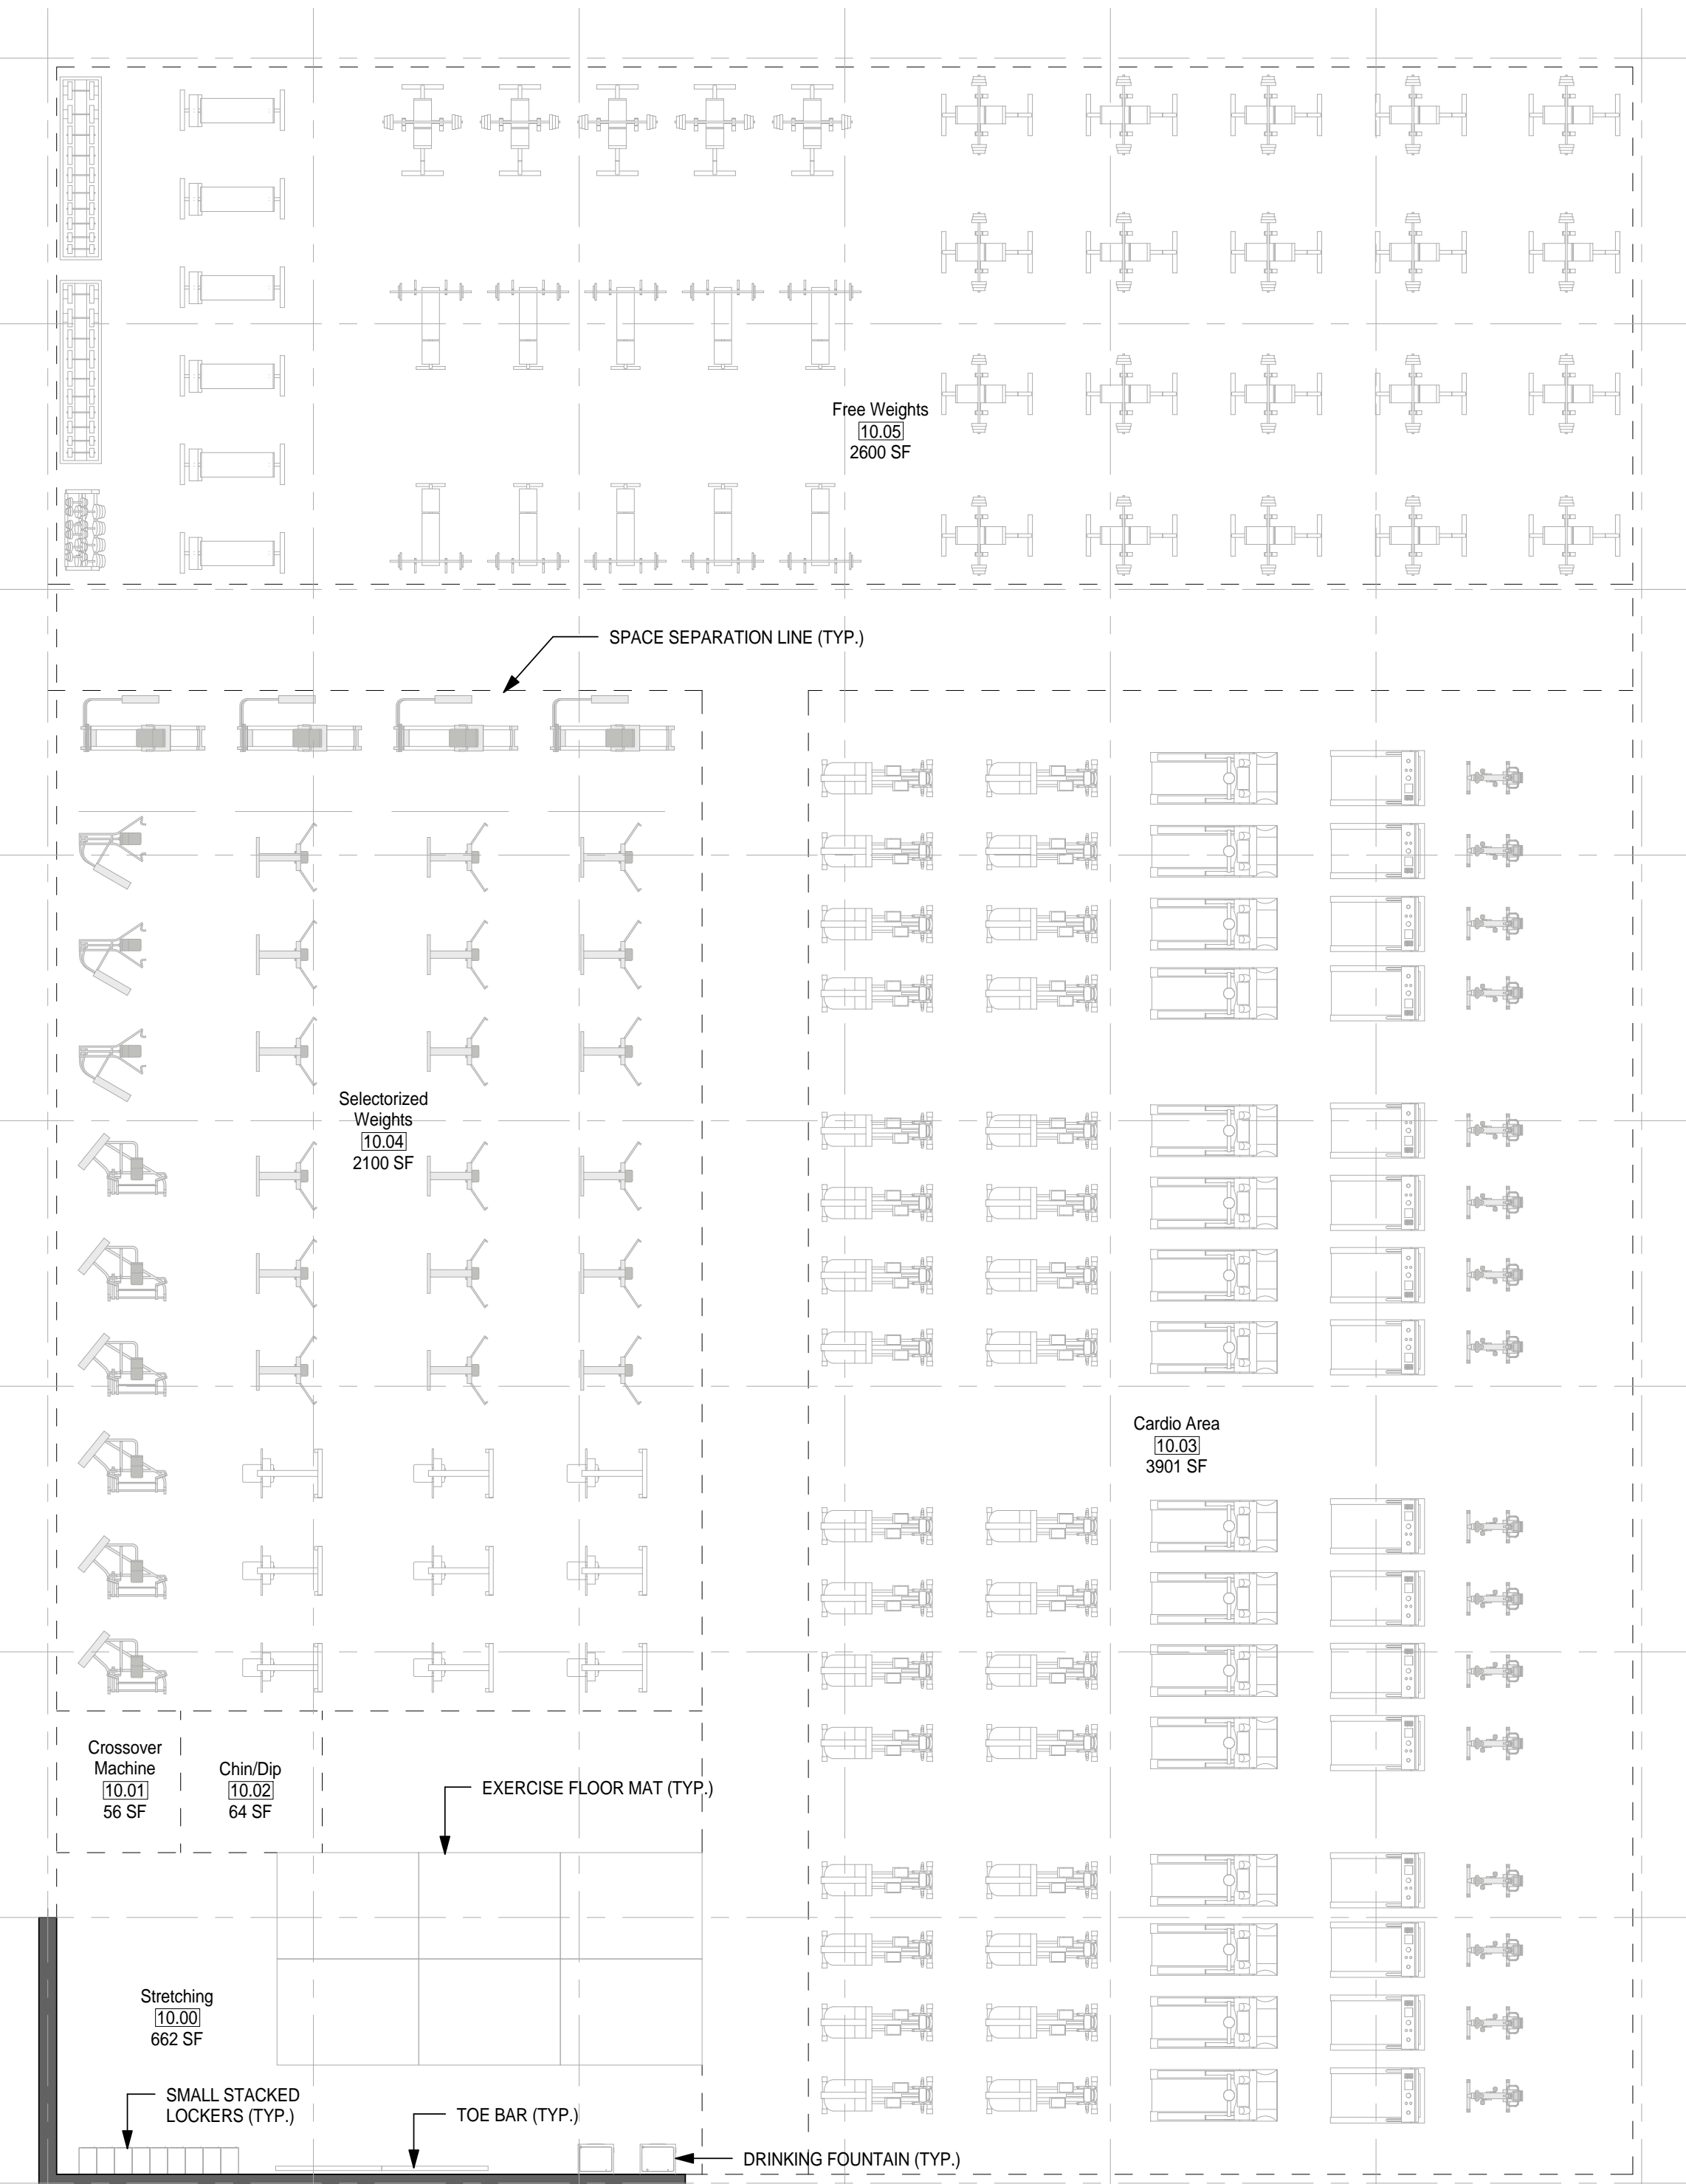 Free Weights
10.05
2600 SF
SPACE SEPARATION LINE (TYP.)
Selectorized
Weights
10.04
2100 SF
Cardio Area
10.03
3901 SF
Crossover
Machine
10.01
56 SF
Chin/Dip
10.02
64 SF
EXERCISE FLOOR MAT (TYP.)
Stretching
10.00
662 SF
SMALL STACKED
LOCKERS (TYP.)
TOE BAR (TYP.)
DRINKING FOUNTAIN (TYP.)